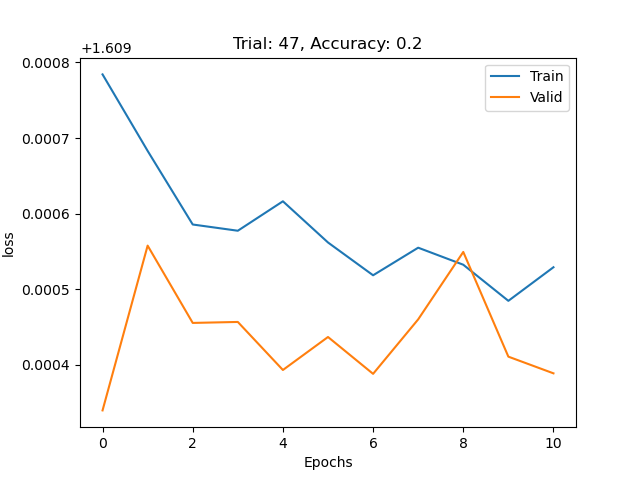 Trial: 47, Accuracy: 0.2
+1.609
0.0008
0.0007
0.0006
0.0005
0.0004
loss
Train
Valid
0 2 4 6 8 10
Epochs